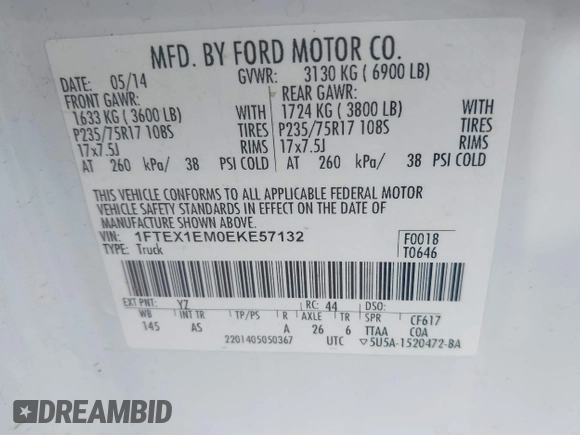 MFD. BY FORD MOTOR CO.
DATE: 05/14 GVWR: 3130 KG ( 6900 LB)
FRONT GAWR: REAR GAWR:
1633 KG ( 3600 LB) WITH 1724 KG ( 3800 LB) WITH
P235/75R17 108S TIRES P235/75R17 108S TIRES
17x7.5J RIMS 17x7.5J RIMS
AT 260 kPa/ 38 PSI COLD AT 260 kPa/ 38 PSI COLD
THIS VEHICLE CONFORMS TO ALL APPLICABLE FEDERAL MOTOR
VEHICLE SAFETY STANDARDS IN EFFECT ON THE DATE OF
MANUFACTURE SHOWN ABOVE.
VIN: 1FTEX1EM0EKE57132 F0018
TYPE: Truck T0646
EXT PNT: YZ RC: 44 DSO:
WB INT TR TP/PS R AXLE TR SPR CF617
145 AS A 26 6 TTAA COA
2201405050367 UTC ▽5U5A-1520472-BA
DREAMBID